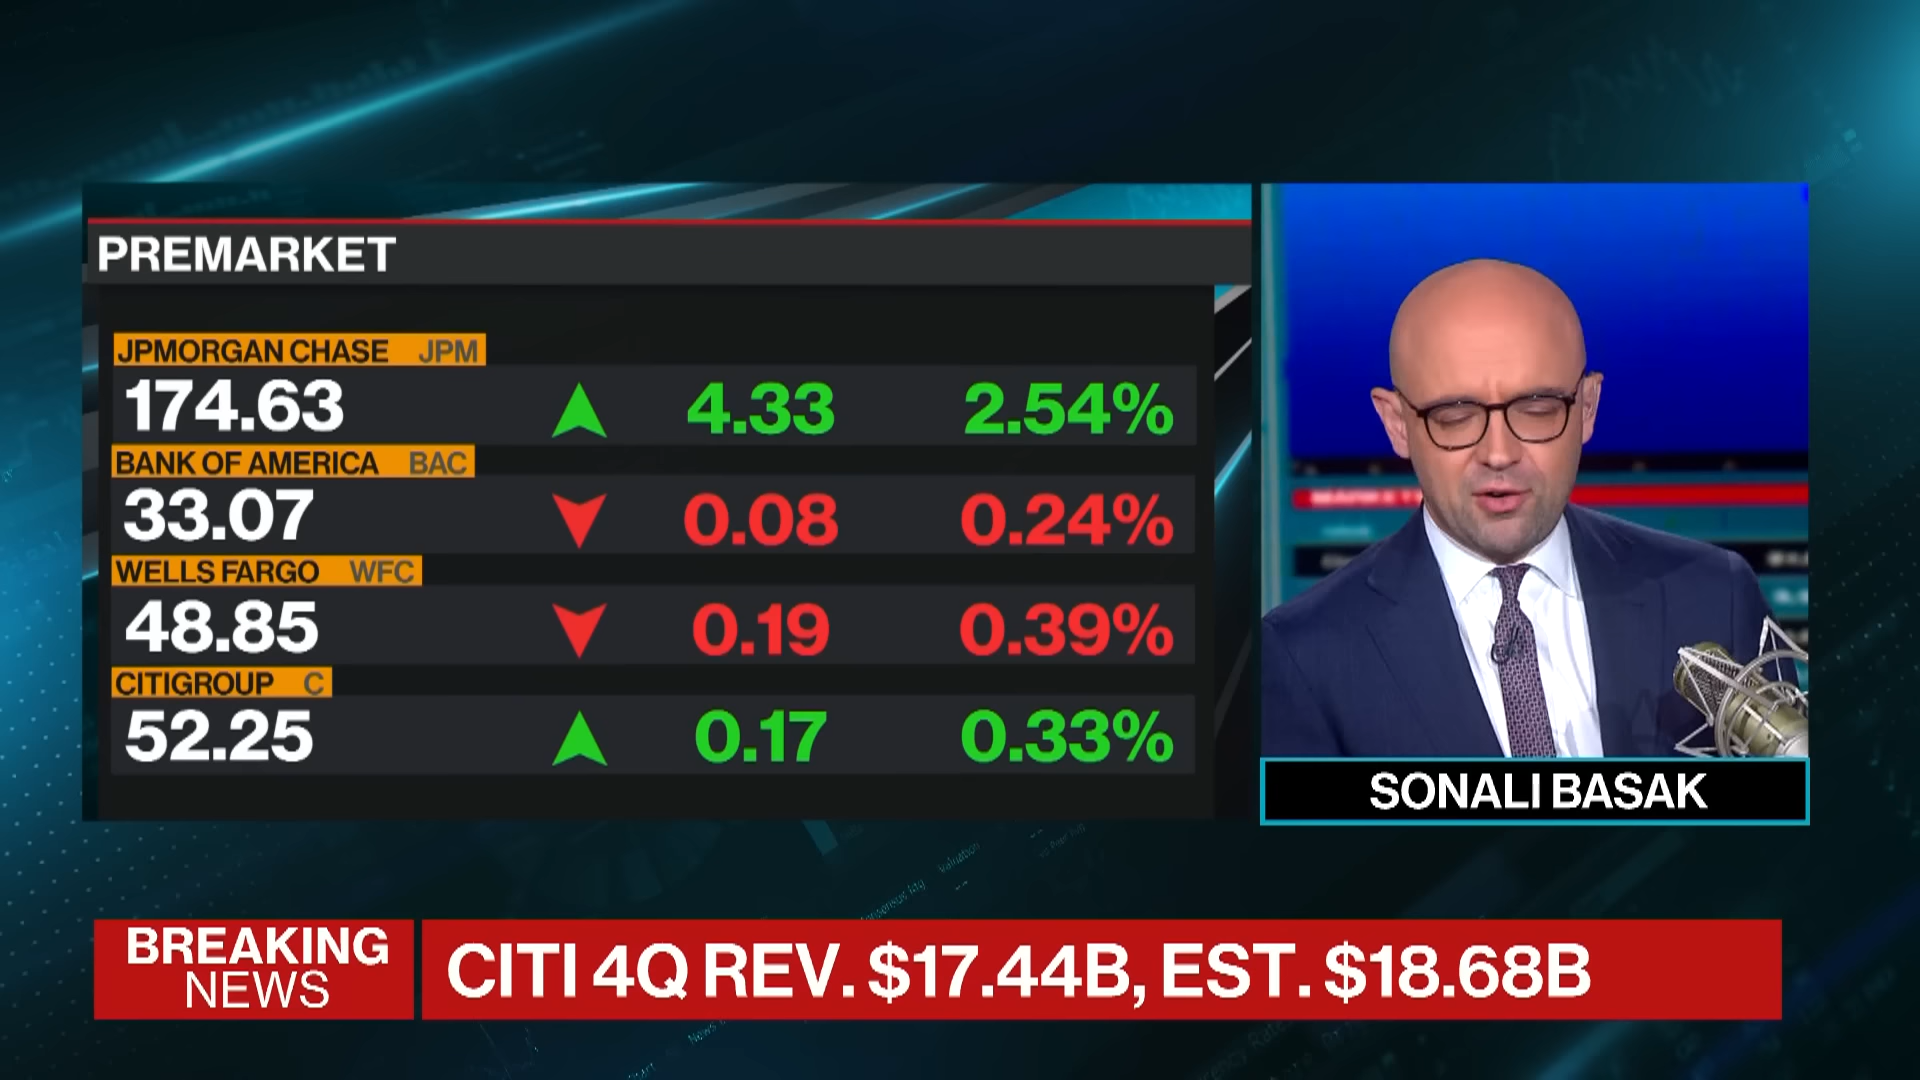 PREMARKET
JPMORGAN CHASE JPM
174.63 4.33 2.54%
BANK OF AMERICA BAC
33.07 0.08 0.24%
WELLS FARGO WFC
48.85 0.19 0.39%
CITIGROUP C
52.25 0.17 0.33%
SONALI BASAK
BREAKING
NEWS
CITI 4Q REV. $17.44B, EST. $18.68B